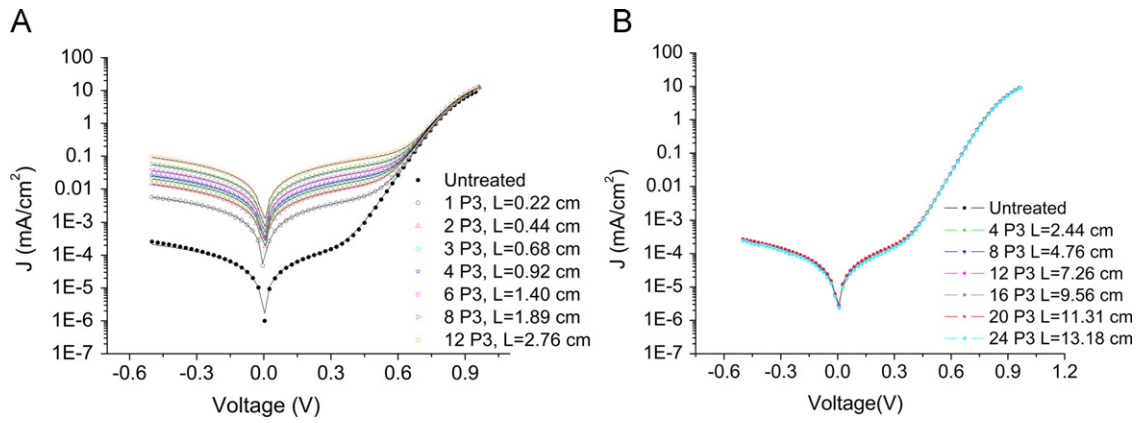 A
J (mA/cm²)
100
10
1
0.1
0.01
1E-3
1E-4
1E-5
1E-6
1E-7
-0.6
-0.3
0.0
0.3
0.6
0.9
Voltage (V)
Untreated
1 P3, L=0.22 cm
2 P3, L=0.44 cm
3 P3, L=0.68 cm
4 P3, L=0.92 cm
6 P3, L=1.40 cm
8 P3, L=1.89 cm
12 P3, L=2.76 cm
B
J (mA/cm²)
100
10
1
0.1
0.01
1E-3
1E-4
1E-5
1E-6
1E-7
-0.6
-0.3
0.0
0.3
0.6
0.9
1.2
Voltage(V)
Untreated
4 P3 L=2.44 cm
8 P3 L=4.76 cm
12 P3 L=7.26 cm
16 P3 L=9.56 cm
20 P3 L=11.31 cm
24 P3 L=13.18 cm